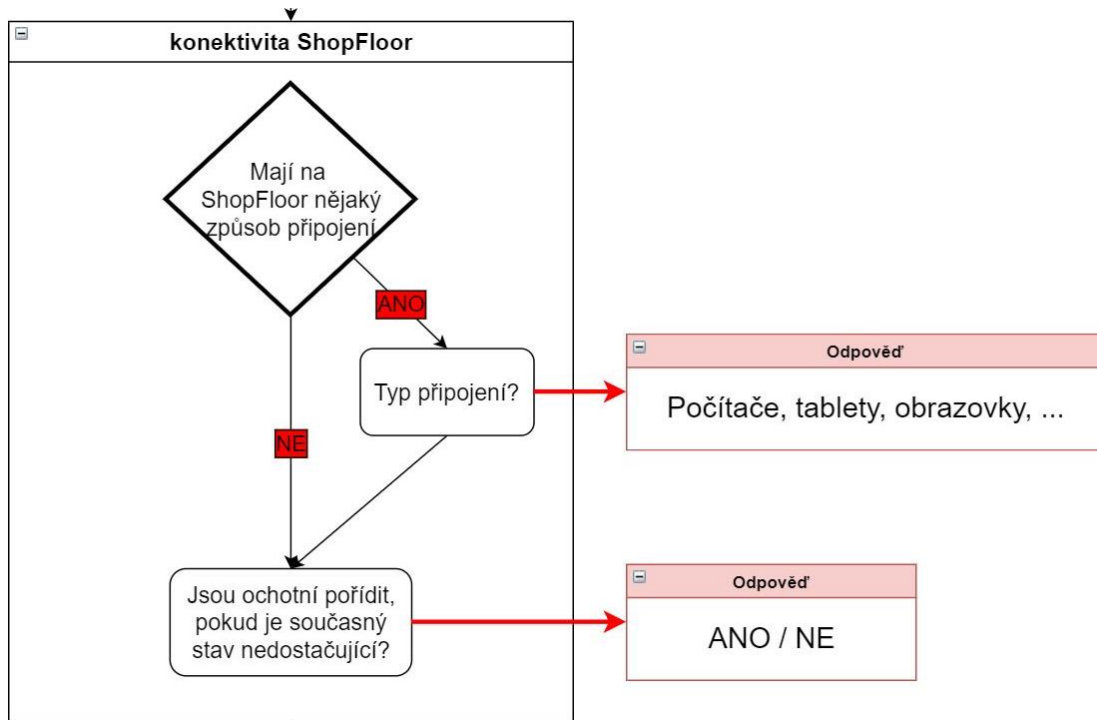 konektivita ShopFloor
Mají na
ShopFloor nějaký
způsob připojení
ANO
Typ připojení?
Odpověď
Počítače, tablety, obrazovky, ...
NE
Jsou ochotní pořídit,
pokud je současný
stav nedostačující?
Odpověď
ANO / NE